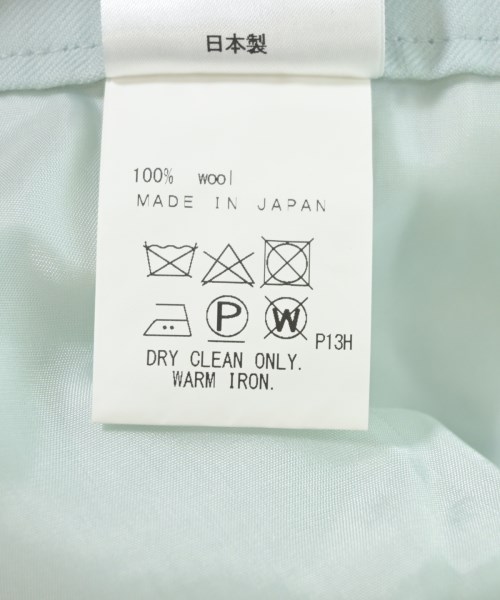 日本製
100% wool
MADE IN JAPAN
P W P13H
DRY CLEAN ONLY.
WARM IRON.